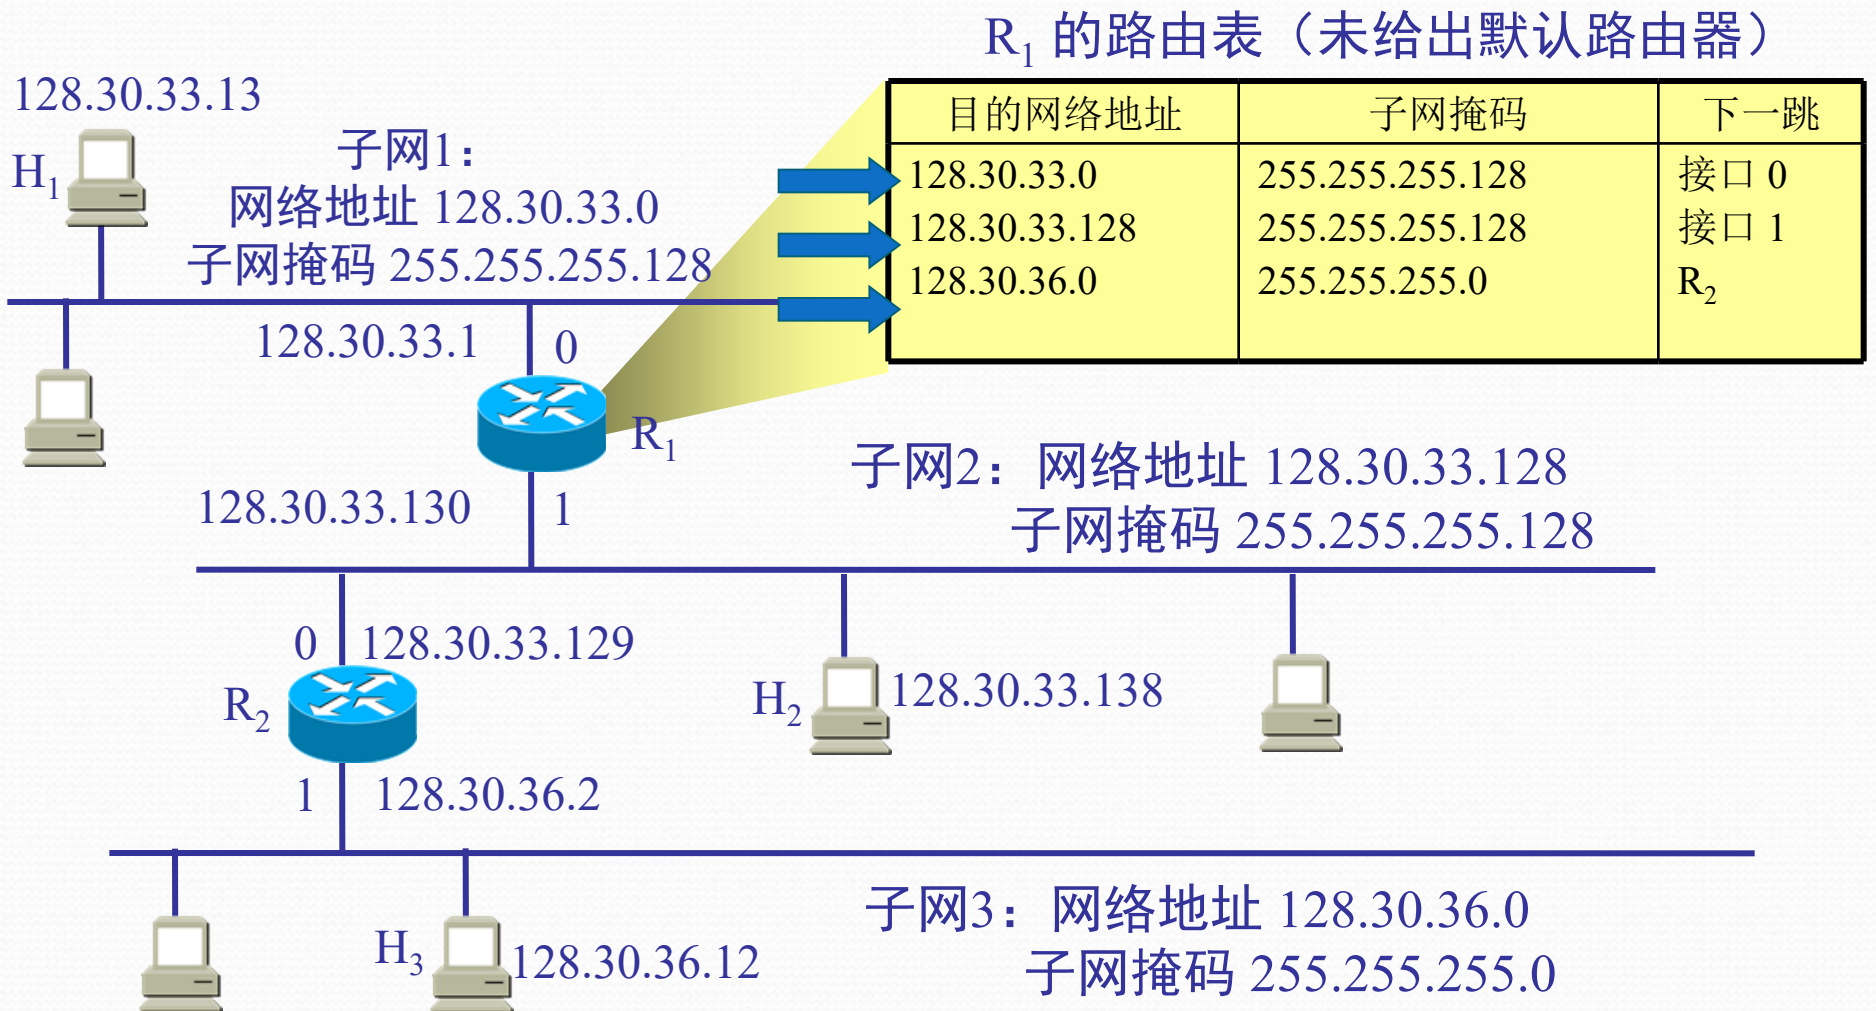 R1 的路由表（未给出默认路由器）
目的网络地址 子网掩码 下一跳
128.30.33.0 255.255.255.128 接口 0
128.30.33.128 255.255.255.128 接口 1
128.30.36.0 255.255.255.0 R2
128.30.33.13
H1
子网1：
网络地址 128.30.33.0
子网掩码 255.255.255.128
128.30.33.1 0
R1
128.30.33.130 1
子网2：网络地址 128.30.33.128
子网掩码 255.255.255.128
0 128.30.33.129
R2
H2 128.30.33.138
1 128.30.36.2
子网3：网络地址 128.30.36.0
子网掩码 255.255.255.0
H3 128.30.36.12